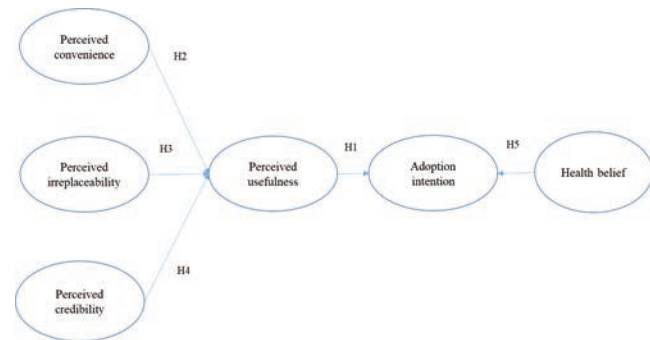 Perceived
convenience
H2
Perceived
irreplaceability
H3
Perceived
usefulness
H1
Adoption
intention
H5
Health belief
H4
Perceived
credibility